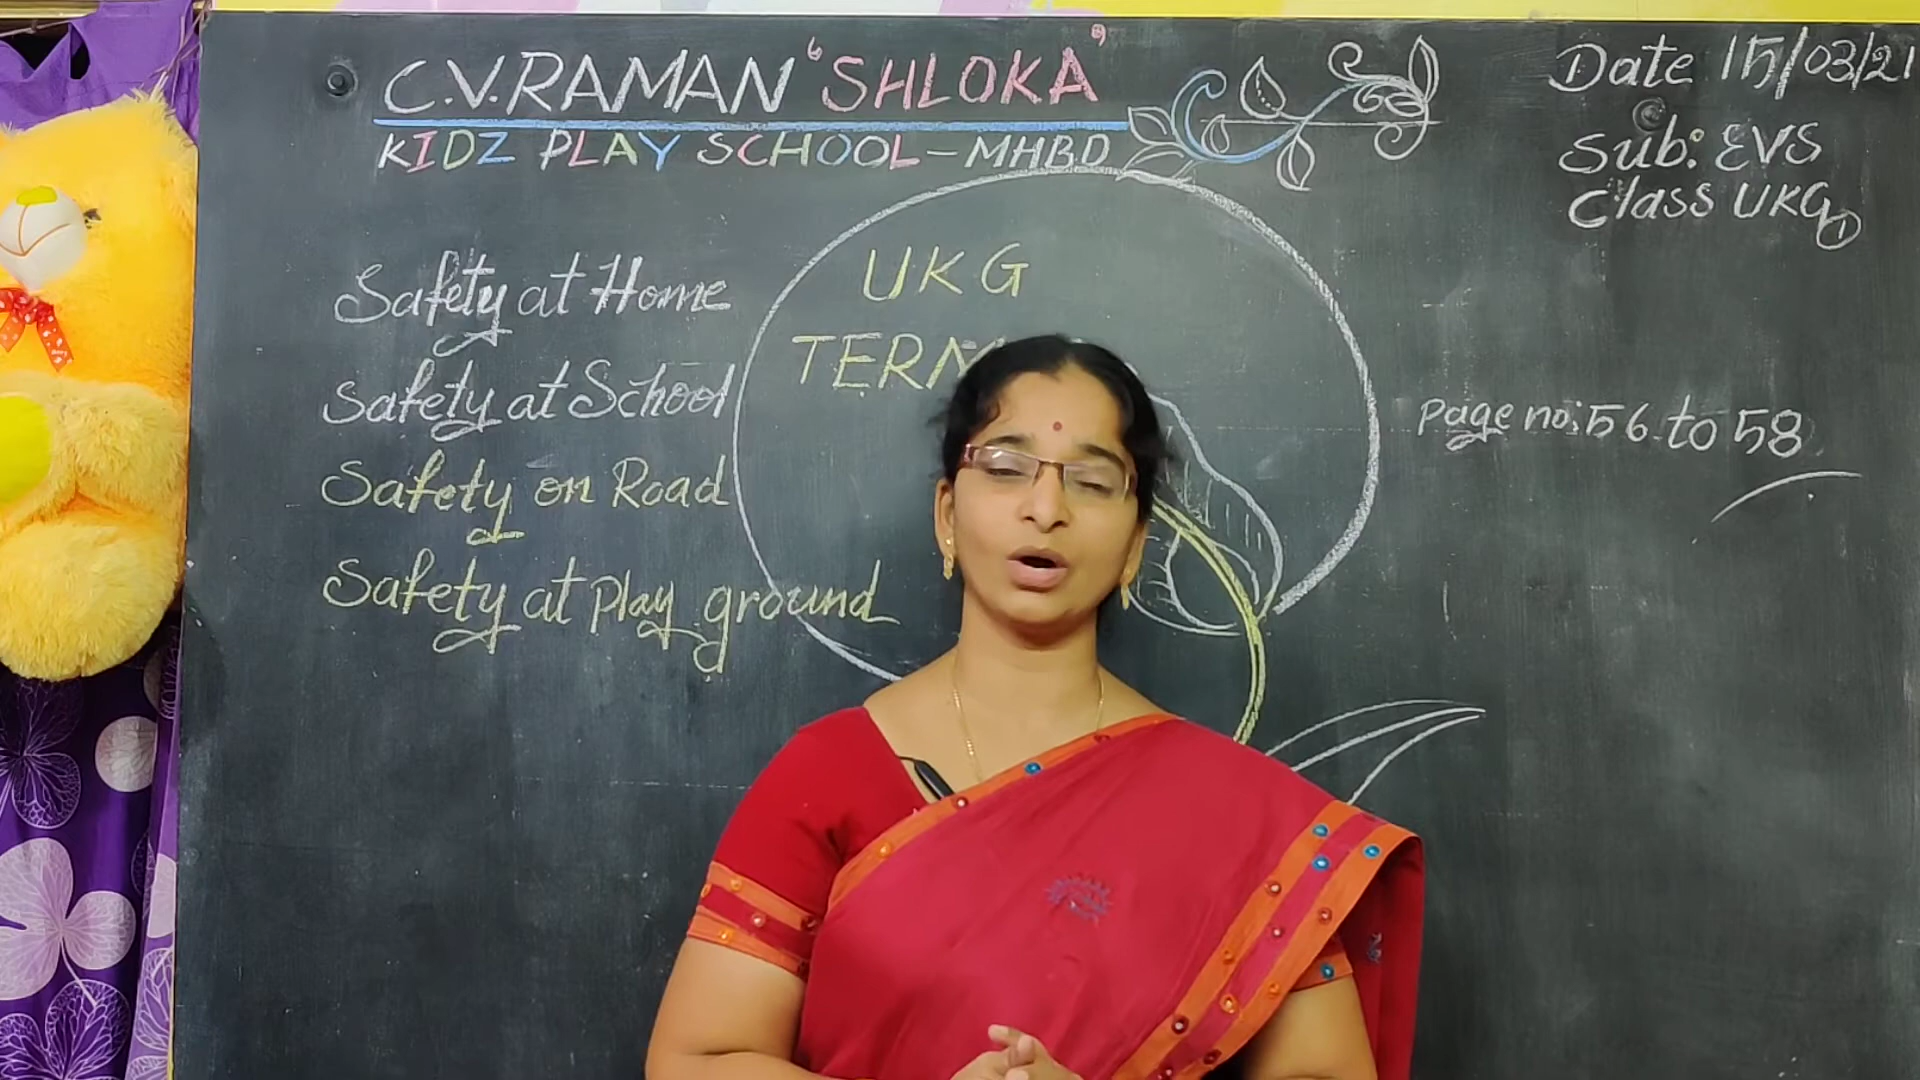 C.V.RAMAN "SHLOKA"
KIDZ PLAY SCHOOL-MHBD
Date 15/03/21
Sub: EVS
Class UKG
Safety at Home
Safety at School
Safety on Road
Safety at Play ground
UKG
TERM
Page no: 56 to 58